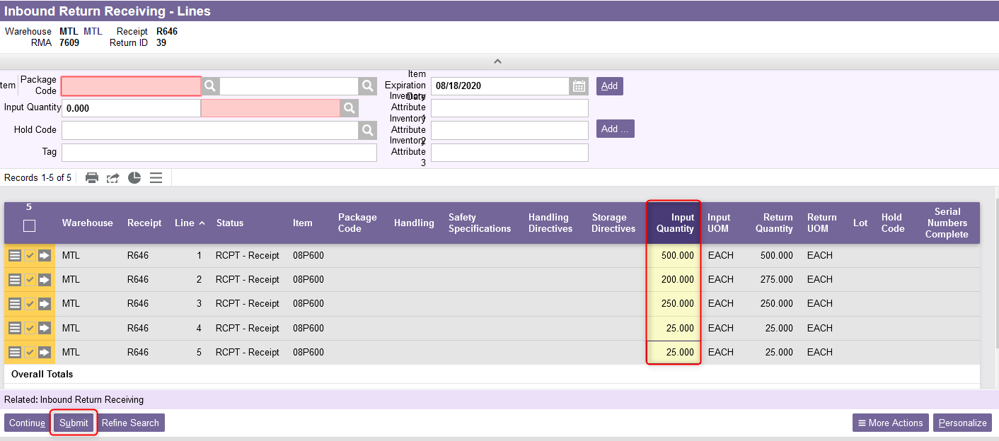 Inbound Return Receiving - Lines
Warehouse MTL MTL Receipt R646
RMA 7609 Return ID 39
tem Package Code
Item Expiration Date 08/18/2020 Add
Input Quantity 0.000
Inventory Attribute 1
Hold Code
Inventory Attribute 2
Add ...
Tag
Inventory Attribute 3
Records 1-5 of 5
5
Warehouse Receipt Line Status Item Package Code Handling Safety Specifications Handling Directives Storage Directives Input Quantity Input UOM Return Quantity Return UOM Lot Hold Code Serial Numbers Complete
MTL R646 1 RCPT - Receipt 08P600 500.000 EACH 500.000 EACH
MTL R646 2 RCPT - Receipt 08P600 200.000 EACH 275.000 EACH
MTL R646 3 RCPT - Receipt 08P600 250.000 EACH 250.000 EACH
MTL R646 4 RCPT - Receipt 08P600 25.000 EACH 25.000 EACH
MTL R646 5 RCPT - Receipt 08P600 25.000 EACH 25.000 EACH
Overall Totals
Related: Inbound Return Receiving
Continue Submit Refine Search More Actions Personalize